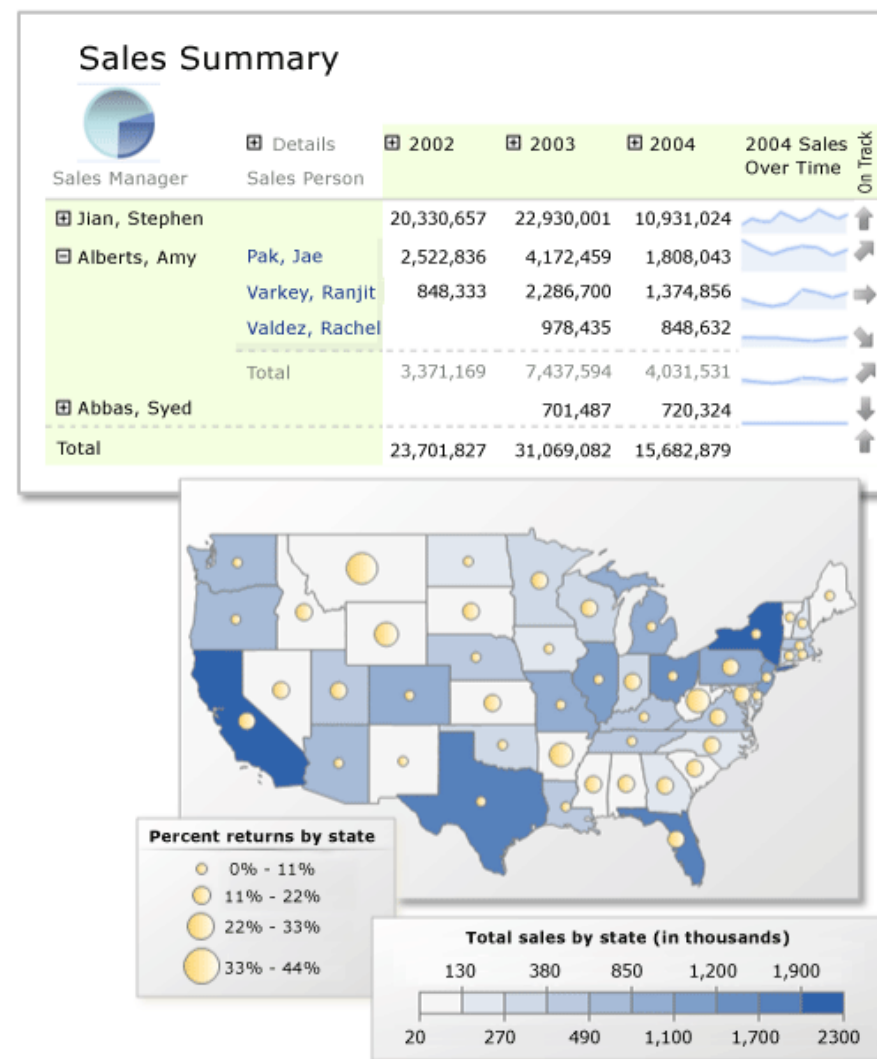 Sales Summary
Details 2002 2003 2004 2004 Sales Over Time On Track
Sales Manager Sales Person
Jian, Stephen 20,330,657 22,930,001 10,931,024
Alberts, Amy Pak, Jae 2,522,836 4,172,459 1,808,043
Varkey, Ranjit 848,333 2,286,700 1,374,856
Valdez, Rachel 978,435 848,632
Total 3,371,169 7,437,594 4,031,531
Abbas, Syed 701,487 720,324
Total 23,701,827 31,069,082 15,682,879
Percent returns by state
0% - 11%
11% - 22%
22% - 33%
33% - 44%
Total sales by state (in thousands)
130 380 850 1,200 1,900
20 270 490 1,100 1,700 2300